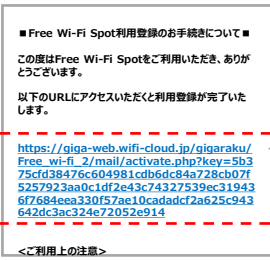 ■Free Wi-Fi Spot利用登録のお手続きについて■
この度はFree Wi-Fi Spotをご利用いただき、ありが
とうございます。
以下のURLにアクセスいただくと利用登録が完了いた
します。
https://giga-web.wifi-cloud.jp/gigaraku/
Free_wi-fi_2/mail/activate.php?key=5b3
75cfd38476c604981cdb6dc84a728cb07f
5257923aa0c1df2e43c74327539ec31943
6f7684eea330f57ae10cadadcf2a625c943
642dc3ac324e72052e914
<ご利用上の注意>